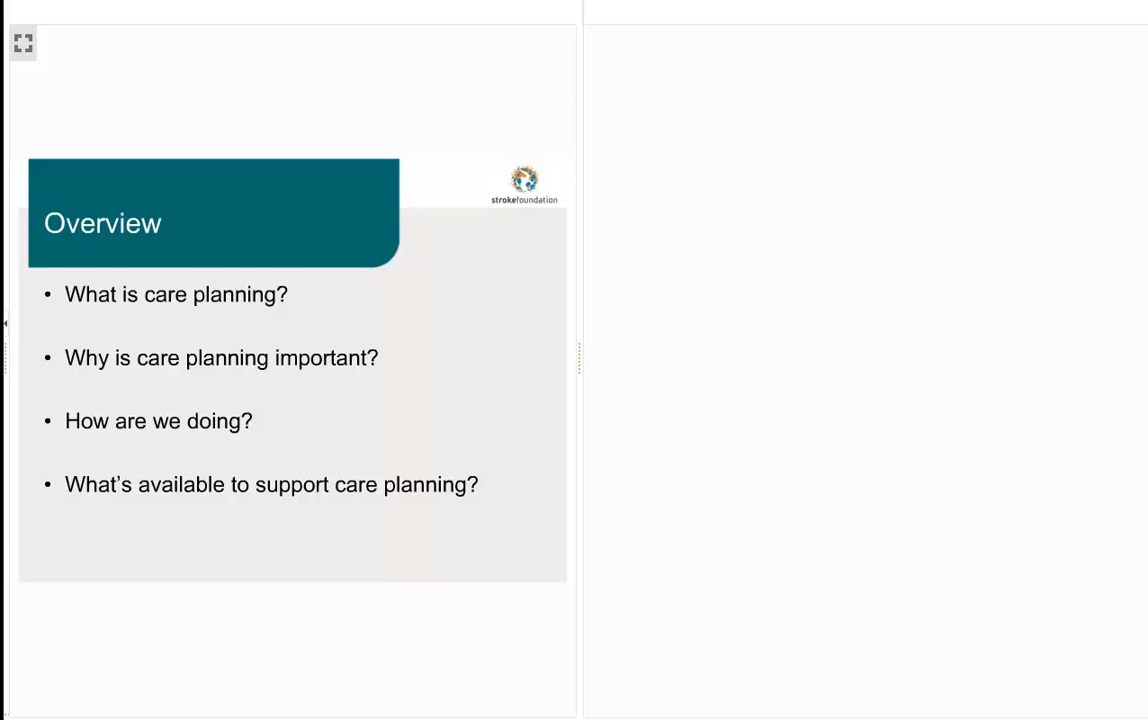 strokefoundation
Overview
• What is care planning?
• Why is care planning important?
• How are we doing?
• What’s available to support care planning?